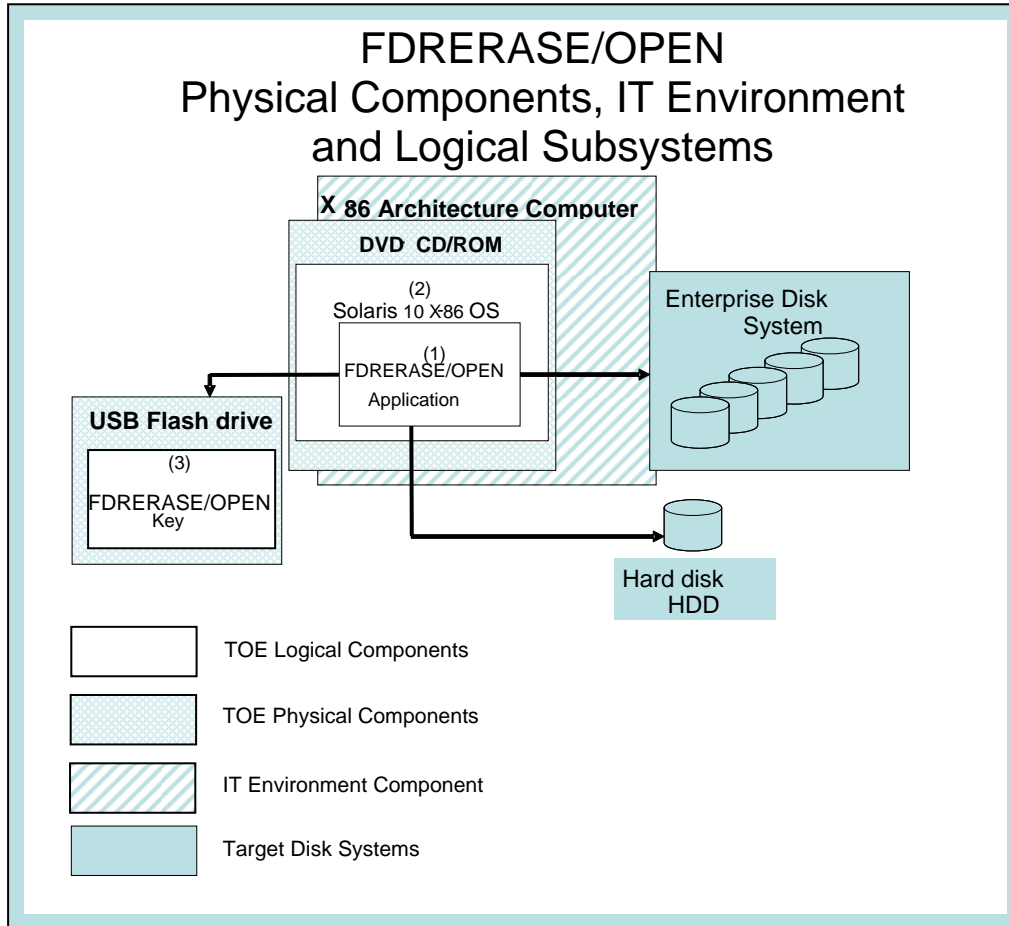 FDRERASE/OPEN
Physical Components, IT Environment
and Logical Subsystems
X 86 Architecture Computer
DVD CD/ROM
(2)
Solaris 10 X-86 OS
(1)
FDRERASE/OPEN
Application
Enterprise Disk
System
USB Flash drive
(3)
FDRERASE/OPEN
Key
Hard disk
HDD
TOE Logical Components
TOE Physical Components
IT Environment Component
Target Disk Systems